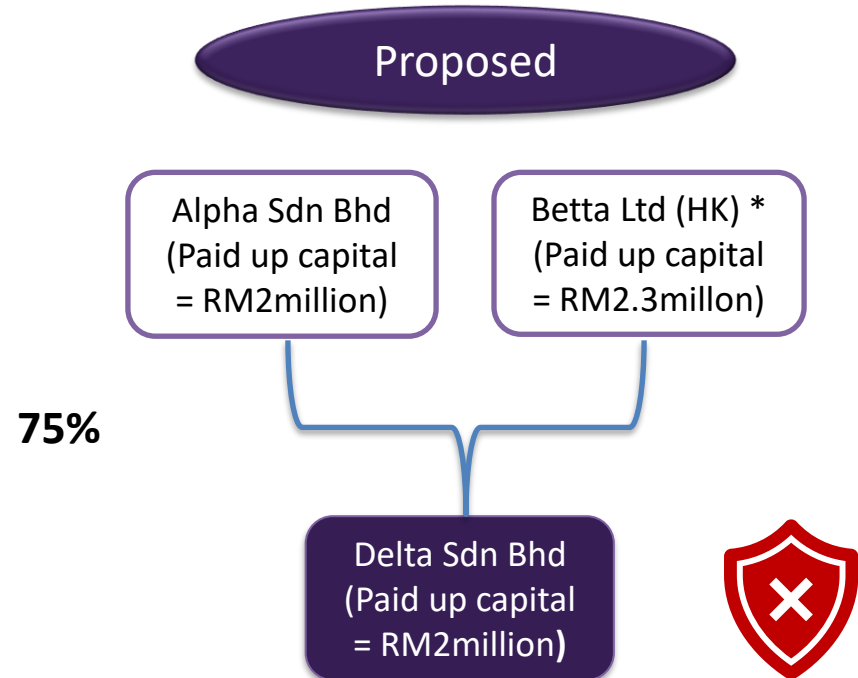 Proposed
Alpha Sdn Bhd
(Paid up capital
= RM2million)
Betta Ltd (HK) *
(Paid up capital
= RM2.3millon)
75%
Delta Sdn Bhd
(Paid up capital
= RM2million)